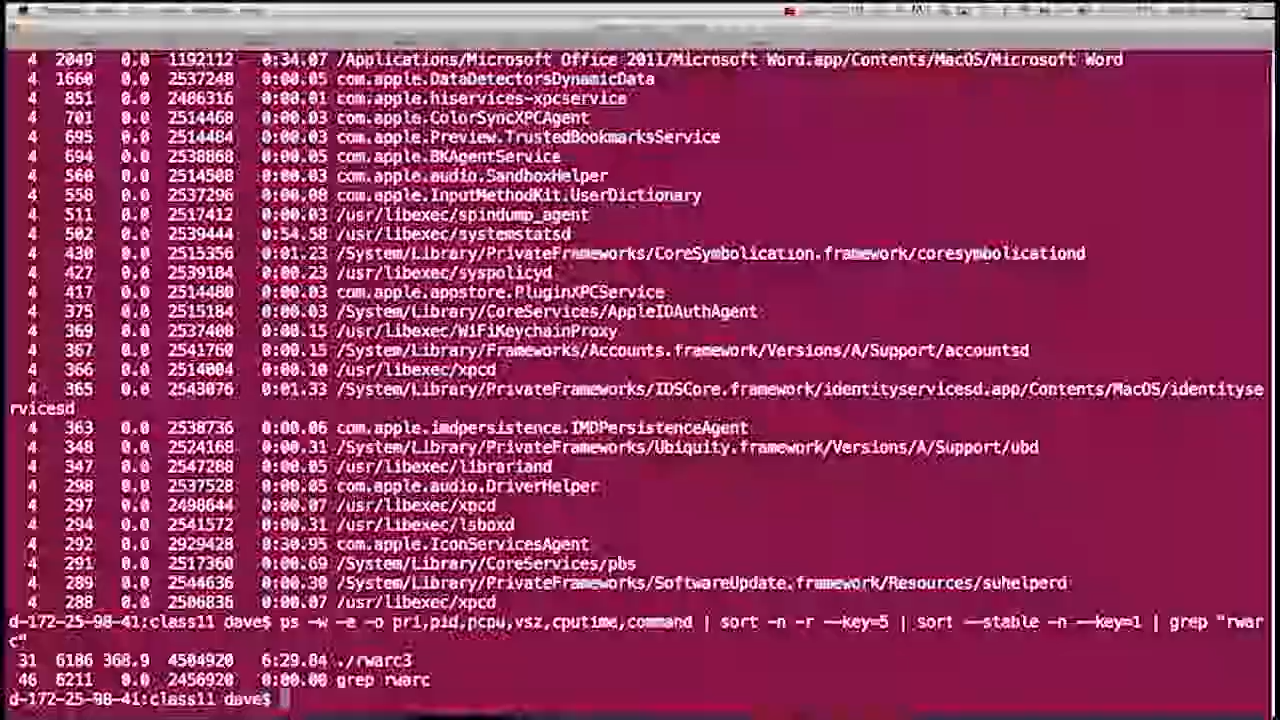 4 2049 0.0 1192112 0:34.07 /Applications/Microsoft Office 2011/Microsoft Word.app/Contents/MacOS/Microsoft Word
4 1660 0.0 2537248 0:00.05 com.apple.DataDetectorsDynamicData
4 851 0.0 2486316 0:00.01 com.apple.hiservices-xpcservice
4 701 0.0 2514468 0:00.03 com.apple.ColorSyncXPCAgent
4 695 0.0 2514484 0:00.03 com.apple.Preview.TrustedBookmarksService
4 694 0.0 2538868 0:00.05 com.apple.BKAgentService
4 560 0.0 2514508 0:00.03 com.apple.audio.SandboxHelper
4 558 0.0 2537296 0:00.08 com.apple.InputMethodKit.UserDictionary
4 511 0.0 2517412 0:00.03 /usr/libexec/spindump_agent
4 502 0.0 2539444 0:54.58 /usr/libexec/systemstatsd
4 430 0.0 2515356 0:01.23 /System/Library/PrivateFrameworks/CoreSymbolication.framework/coresymbolicationd
4 427 0.0 2539184 0:00.23 /usr/libexec/syspolicyd
4 417 0.0 2514480 0:00.03 com.apple.appstore.PluginXPCService
4 375 0.0 2515184 0:00.03 /System/Library/CoreServices/AppleIDAuthAgent
4 369 0.0 2537408 0:00.15 /usr/libexec/WiFiKeychainProxy
4 367 0.0 2541760 0:00.15 /System/Library/Frameworks/Accounts.framework/Versions/A/Support/accountsd
4 366 0.0 2514004 0:00.10 /usr/libexec/xpcd
4 365 0.0 2543076 0:01.33 /System/Library/PrivateFrameworks/IDSCore.framework/identityservicesd.app/Contents/MacOS/identityse
rvicesd
4 363 0.0 2538736 0:00.06 com.apple.imdpersistence.IMDPersistenceAgent
4 348 0.0 2524168 0:00.31 /System/Library/PrivateFrameworks/Ubiquity.framework/Versions/A/Support/ubd
4 347 0.0 2547288 0:00.05 /usr/libexec/librariand
4 298 0.0 2537528 0:00.05 com.apple.audio.DriverHelper
4 297 0.0 2498644 0:00.07 /usr/libexec/xpcd
4 294 0.0 2541572 0:00.31 /usr/libexec/lsboxd
4 292 0.0 2929428 0:30.95 com.apple.IconServicesAgent
4 291 0.0 2517360 0:00.69 /System/Library/CoreServices/pbs
4 289 0.0 2544636 0:00.30 /System/Library/PrivateFrameworks/SoftwareUpdate.framework/Resources/suhelperd
4 288 0.0 2506836 0:00.07 /usr/libexec/xpcd
d-172-25-98-41:class11 dave$ ps -w -e -o pri,pid,pcpu,vsz,cputime,command | sort -n -r --key=5 | sort --stable -n --key=1 | grep "rwar
c"
31 6186 368.9 4504920 6:29.84 ./rwarc3
46 6211 0.0 2456920 0:00.00 grep rwarc
d-172-25-98-41:class11 dave$